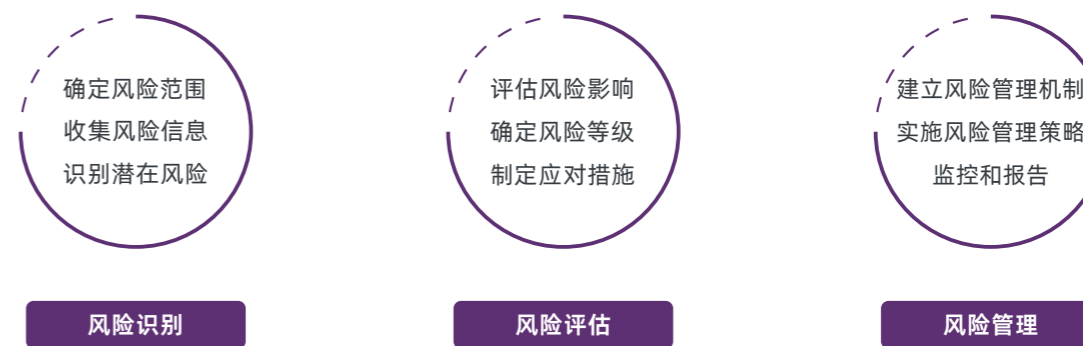 确定风险范围
收集风险信息
识别潜在风险
风险识别
评估风险影响
确定风险等级
制定应对措施
风险评估
建立风险管理机制
实施风险管理策略
监控和报告
风险管理